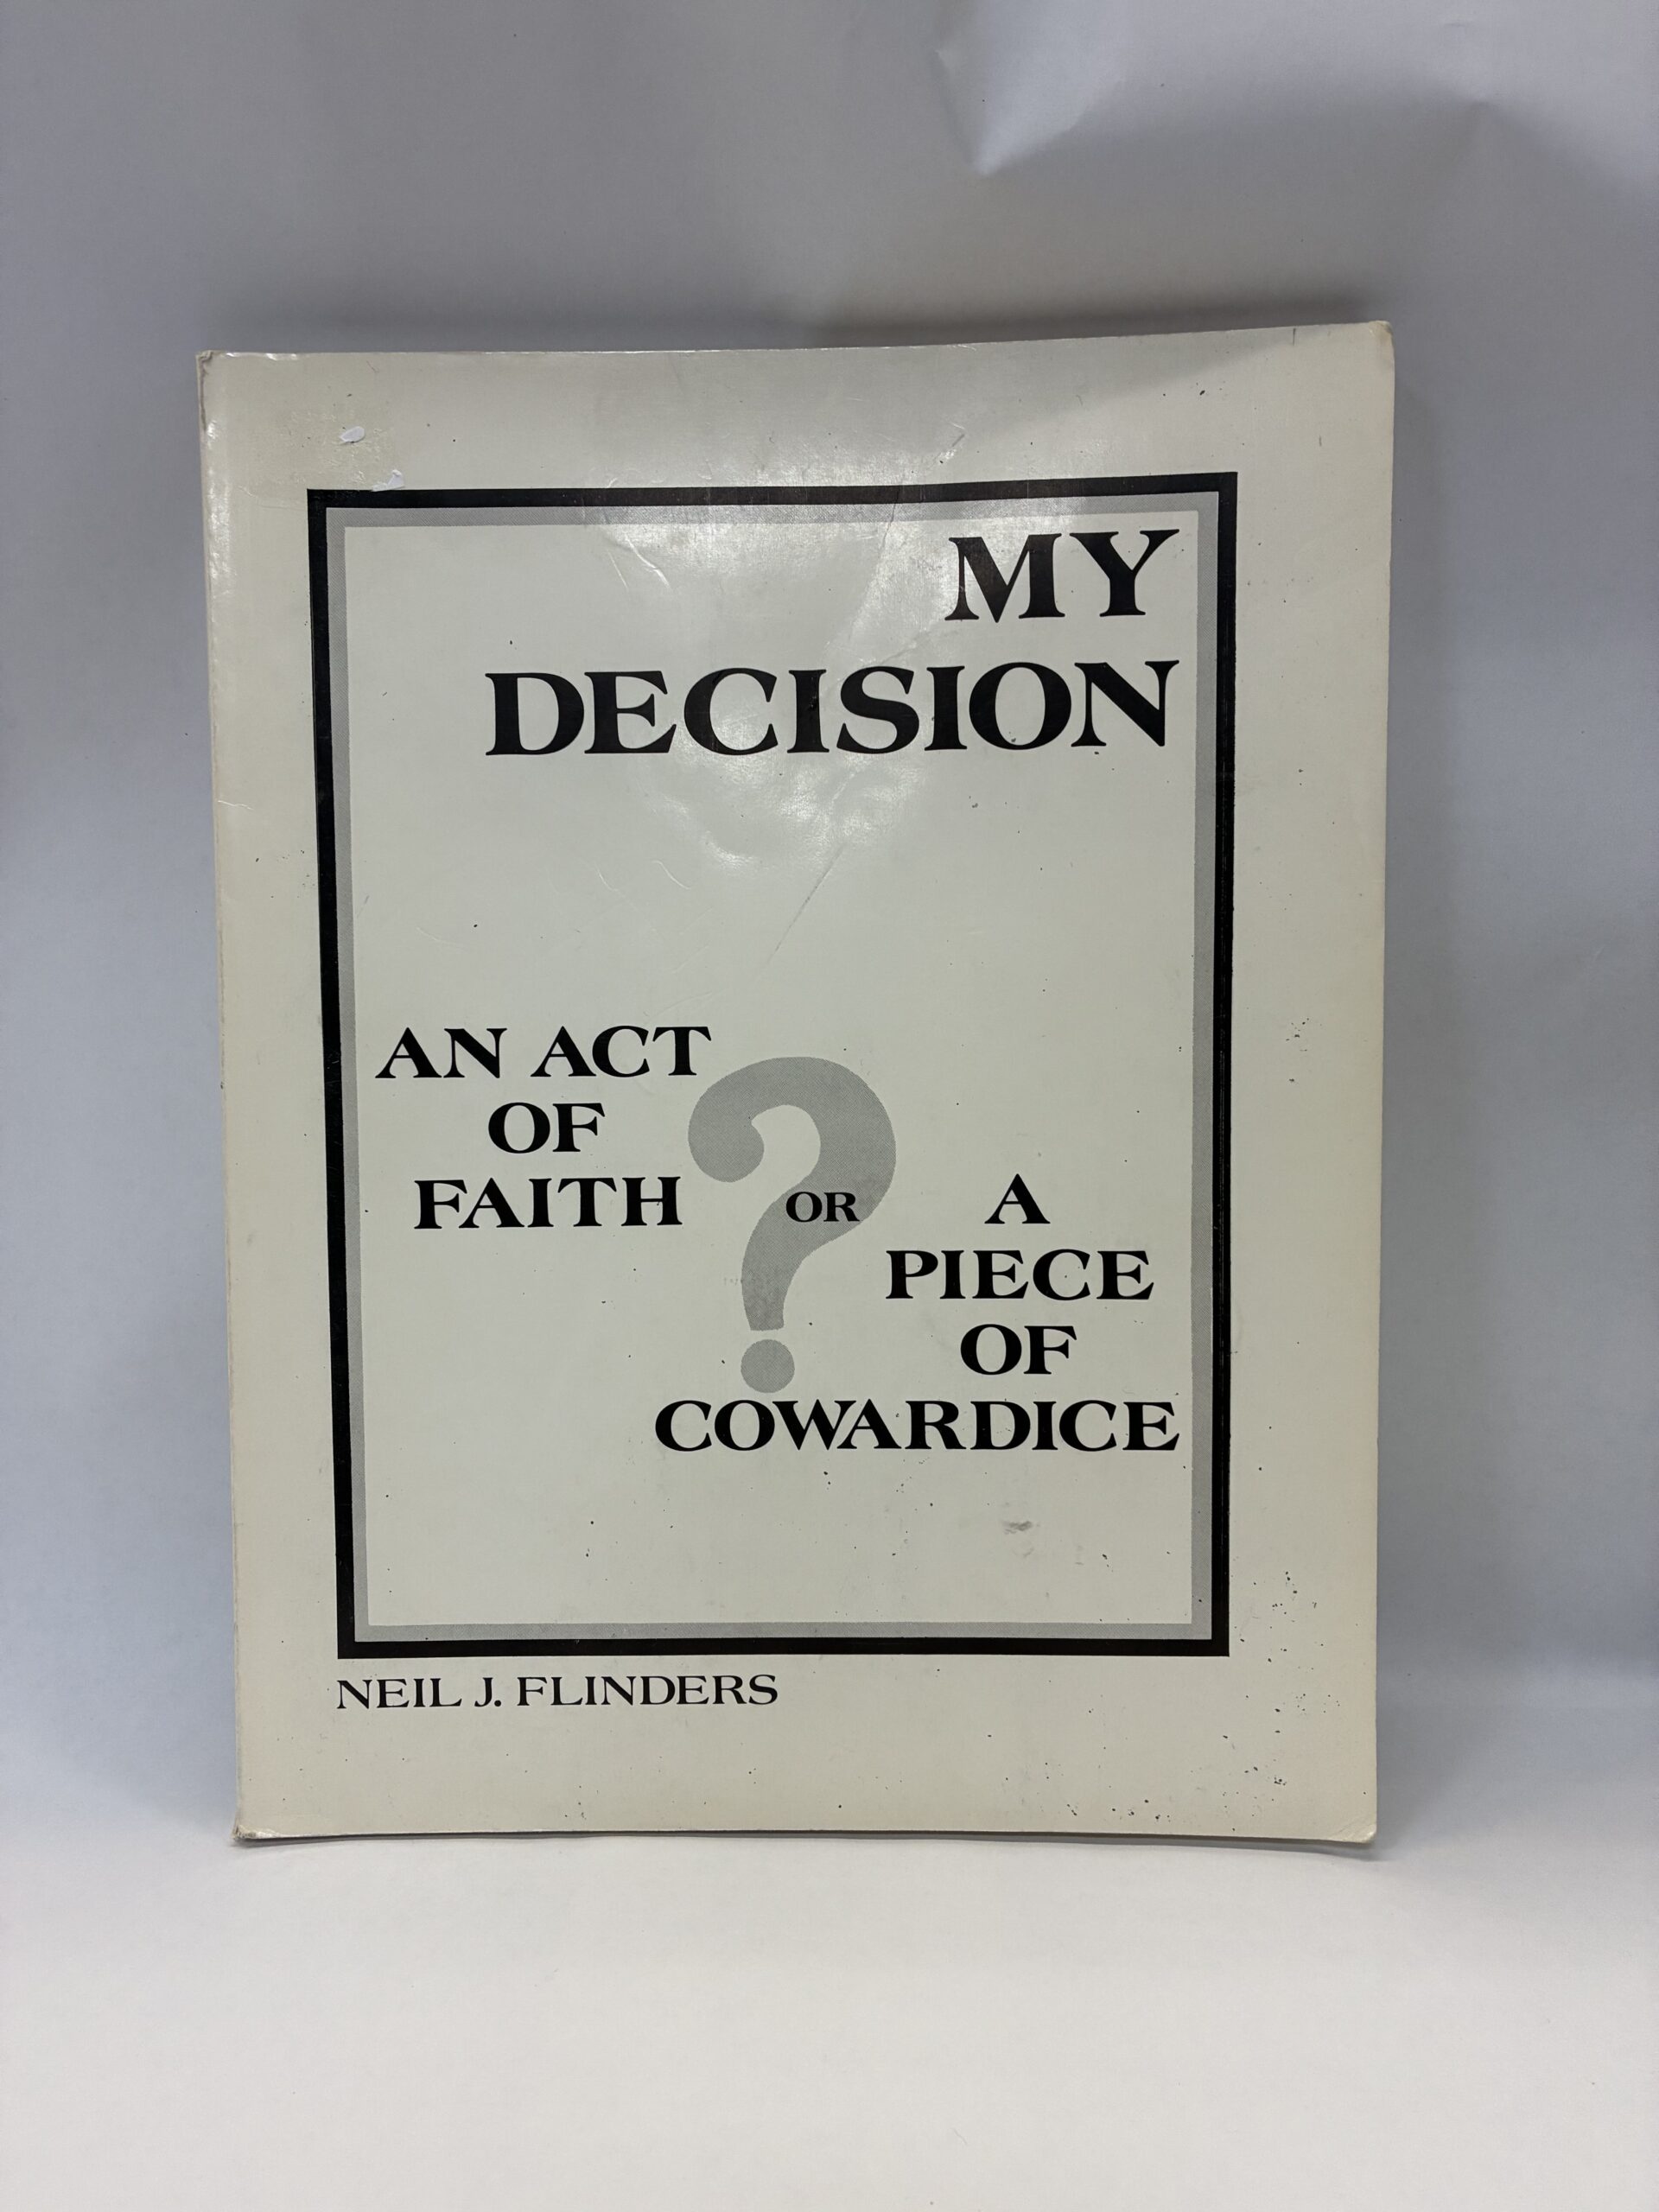 MY
DECISION
AN ACT
OF
FAITH
?
OR
A
PIECE
OF
COWARDICE
NEIL J. FLINDERS